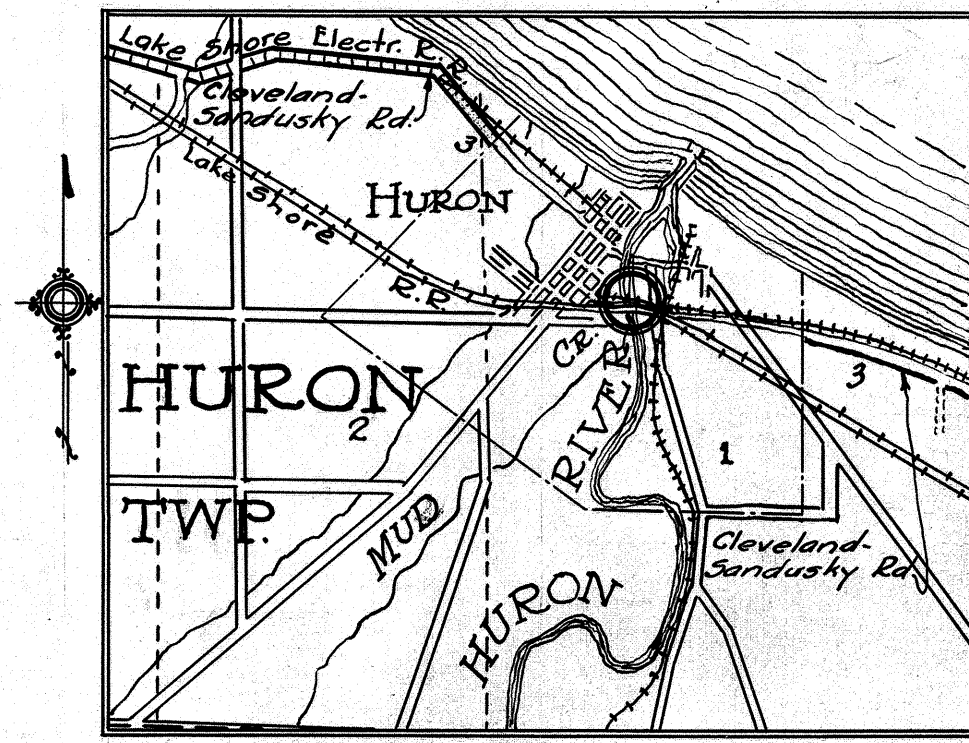 Lake Shore Electr. R.R.
Cleveland-
Sandusky Rd.
3
Lake Shore
R.R.
HURON
CR.
RIVER
HURON
2
3
1
TWP.
MUD
Cleveland-
Sandusky Rd.
HURON